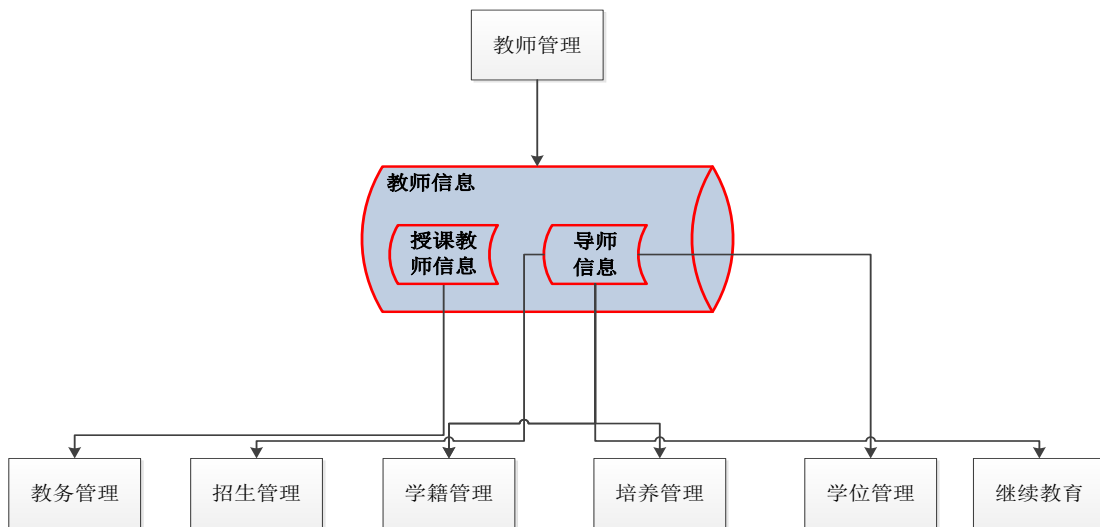 教师管理
教师信息
授课教
师信息
导师
信息
教务管理
招生管理
学籍管理
培养管理
学位管理
继续教育